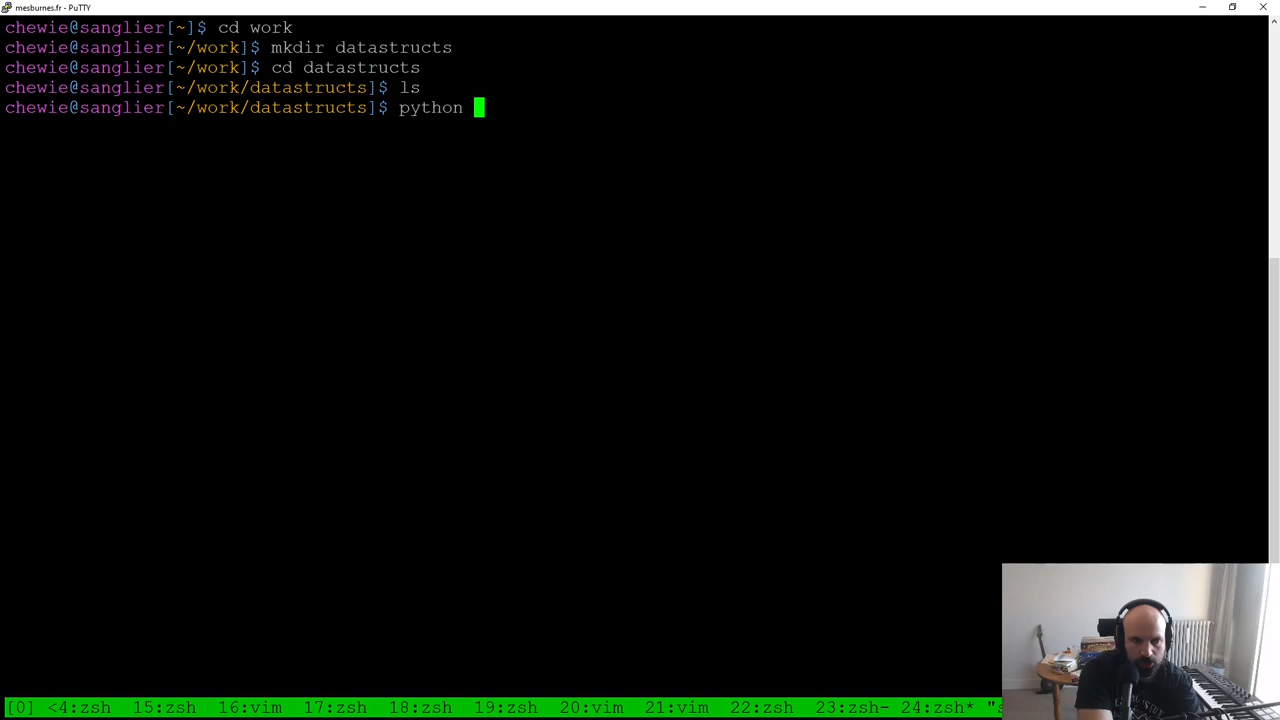 mesburnes.fr - PuTTY
chewie@sanglier[~]$ cd work
chewie@sanglier[~/work]$ mkdir datastructs
chewie@sanglier[~/work]$ cd datastructs
chewie@sanglier[~/work/datastructs]$ ls
chewie@sanglier[~/work/datastructs]$ python
[0] <4:zsh 15:zsh 16:vim 17:zsh 18:zsh 19:zsh 20:vim 21:vim 22:zsh 23:zsh- 24:zsh* "s